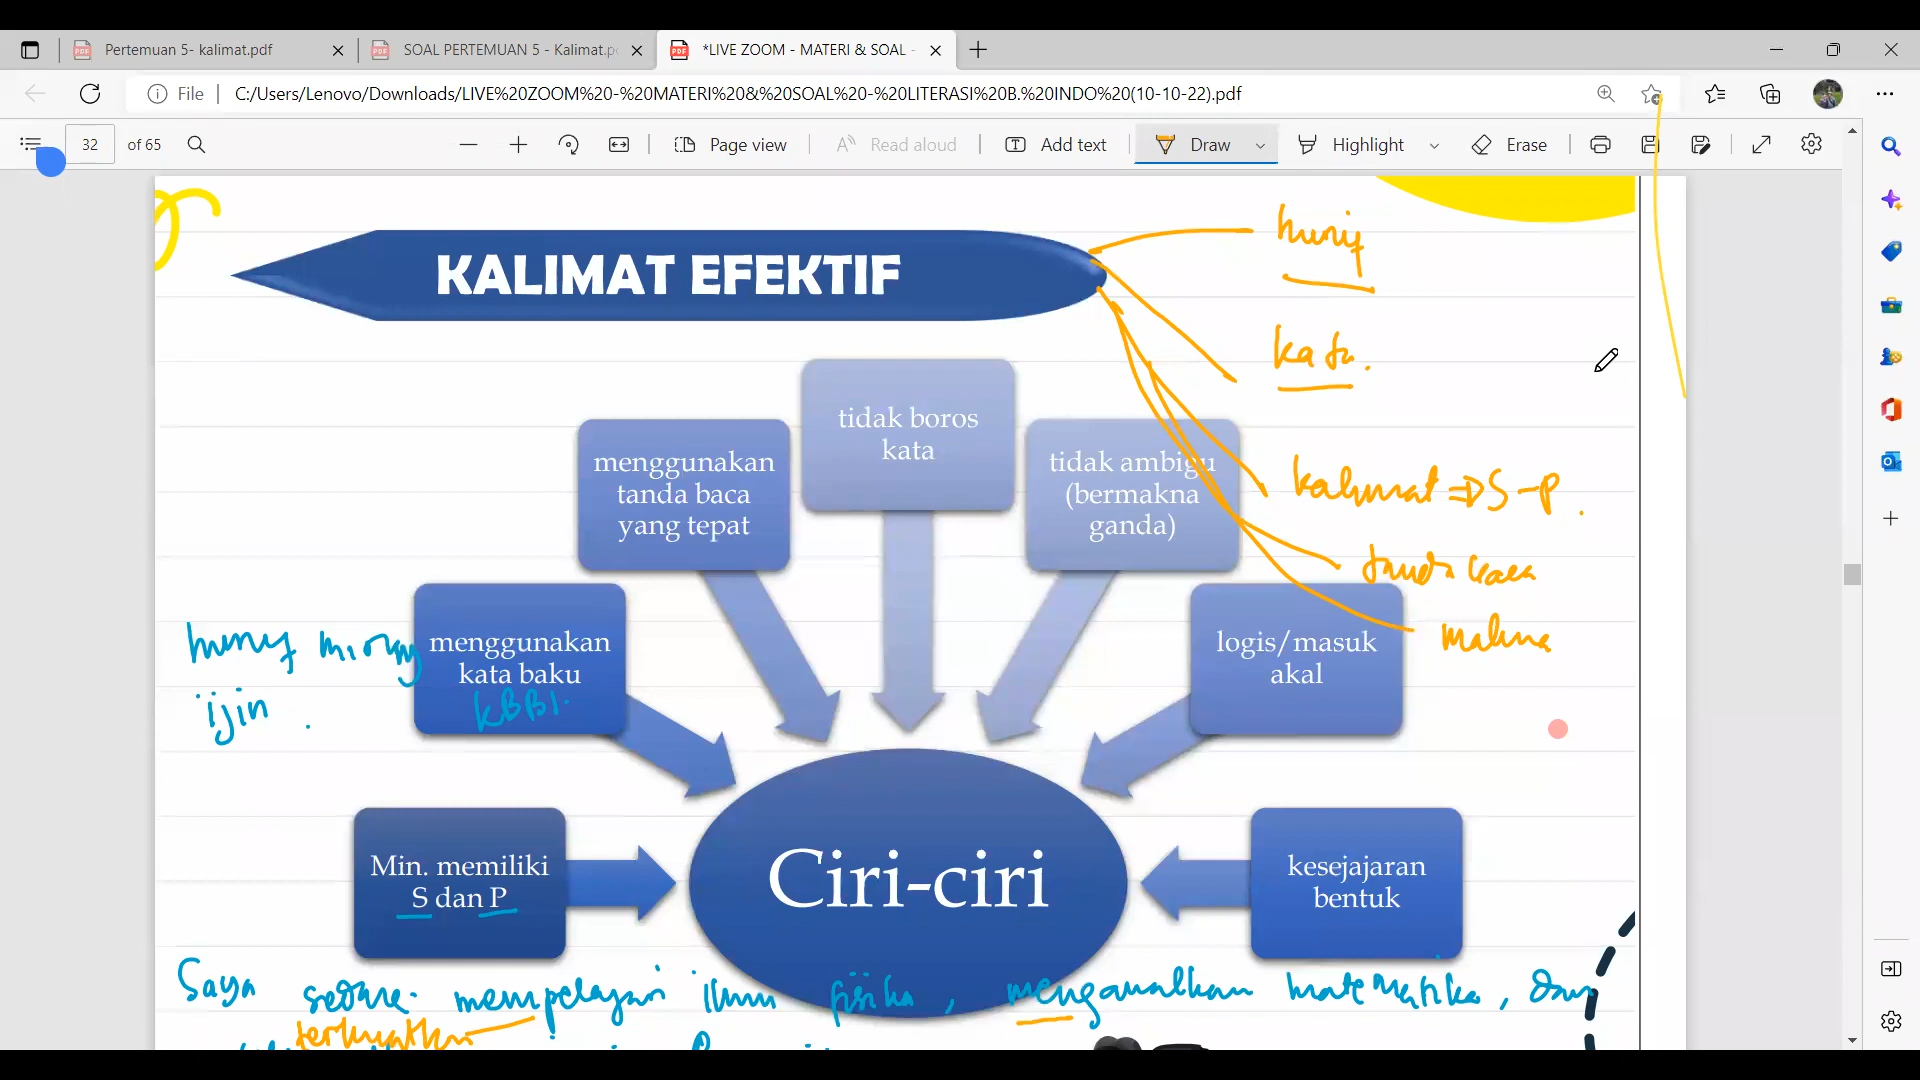 Pertemuan 5- kalimat.pdf
SOAL PERTEMUAN 5 - Kalimat.p
*LIVE ZOOM - MATERI & SOAL -
File
C:/Users/Lenovo/Downloads/LIVE%20ZOOM%20-%20MATERI%20&%20SOAL%20-%20LITERASI%20B.%20INDO%20(10-10-22).pdf
32 of 65
Page view
Read aloud
Add text
Draw
Highlight
Erase
KALIMAT EFEKTIF
huruf
kata.
kalimat => S-P.
tanda baca
makna
tidak boros
kata
menggunakan
tanda baca
yang tepat
tidak ambigu
(bermakna
ganda)
huruf miring
ijin.
menggunakan
kata baku
KBBI.
logis/masuk
akal
Min. memiliki
S dan P
Ciri-ciri
kesejajaran
bentuk
Saya mempelajari ilmu fisika, matematika, dan